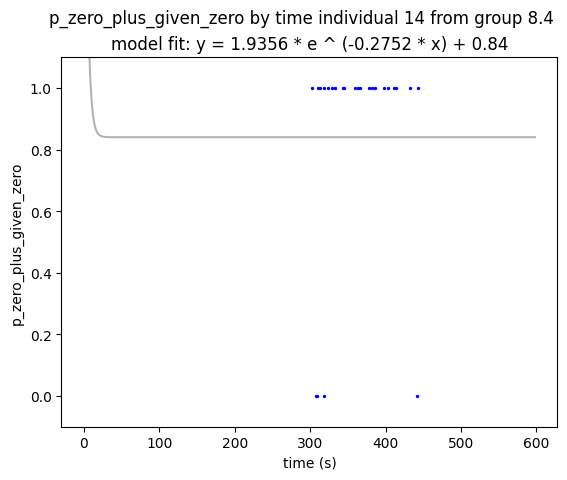 p_zero_plus_given_zero by time individual 14 from group 8.4
model fit: y = 1.9356 * e ^ (-0.2752 * x) + 0.84
1.0
0.8
0.6
0.4
0.2
0.0
p_zero_plus_given_zero
0 100 200 300 400 500 600
time (s)